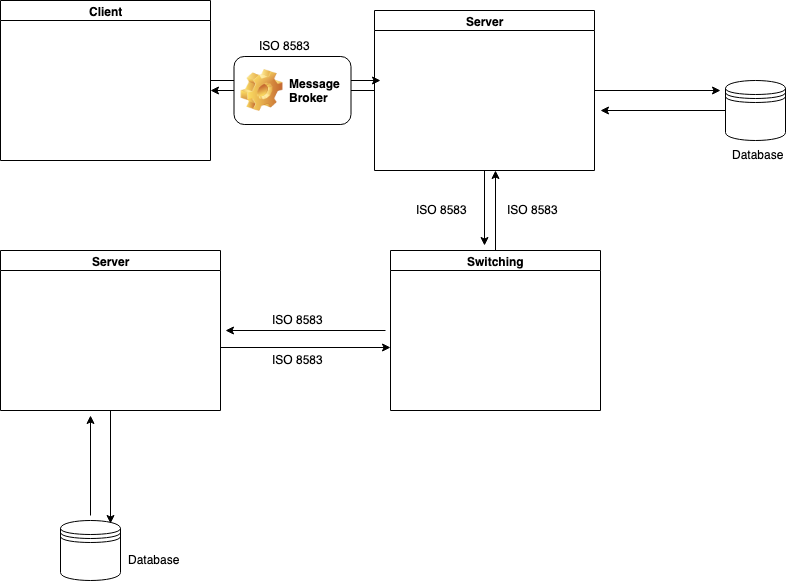 Client
ISO 8583
Message
Broker
Server
Database
ISO 8583
ISO 8583
Server
Switching
ISO 8583
ISO 8583
Database